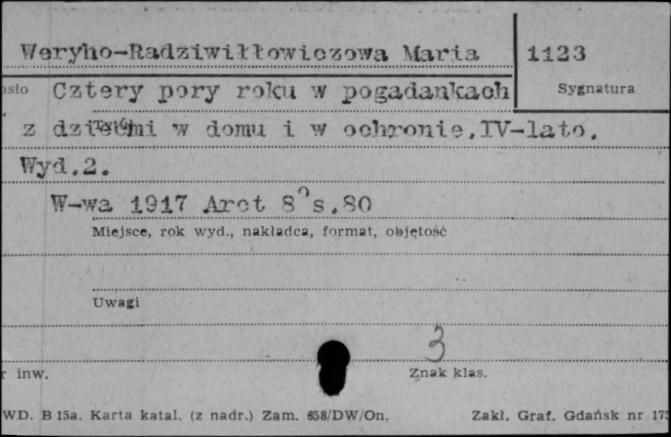 Weryho-Radziwiłłowiczowa Maria
1123
Sygnatura
asło
Cztery pory roku w pogadankach
z dziećmi w domu i w ochronie.IV-lato.
Wyd.2.
W-wa 1917 Arct 8° s.80
Miejsce, rok wyd., nakładca, format, objętość
Uwagi
3
r inw.
Znak klas.
WD. B 15a. Karta katal. (z nadr.) Zam. 658/DW/On.
Zakł. Graf. Gdańsk nr 173